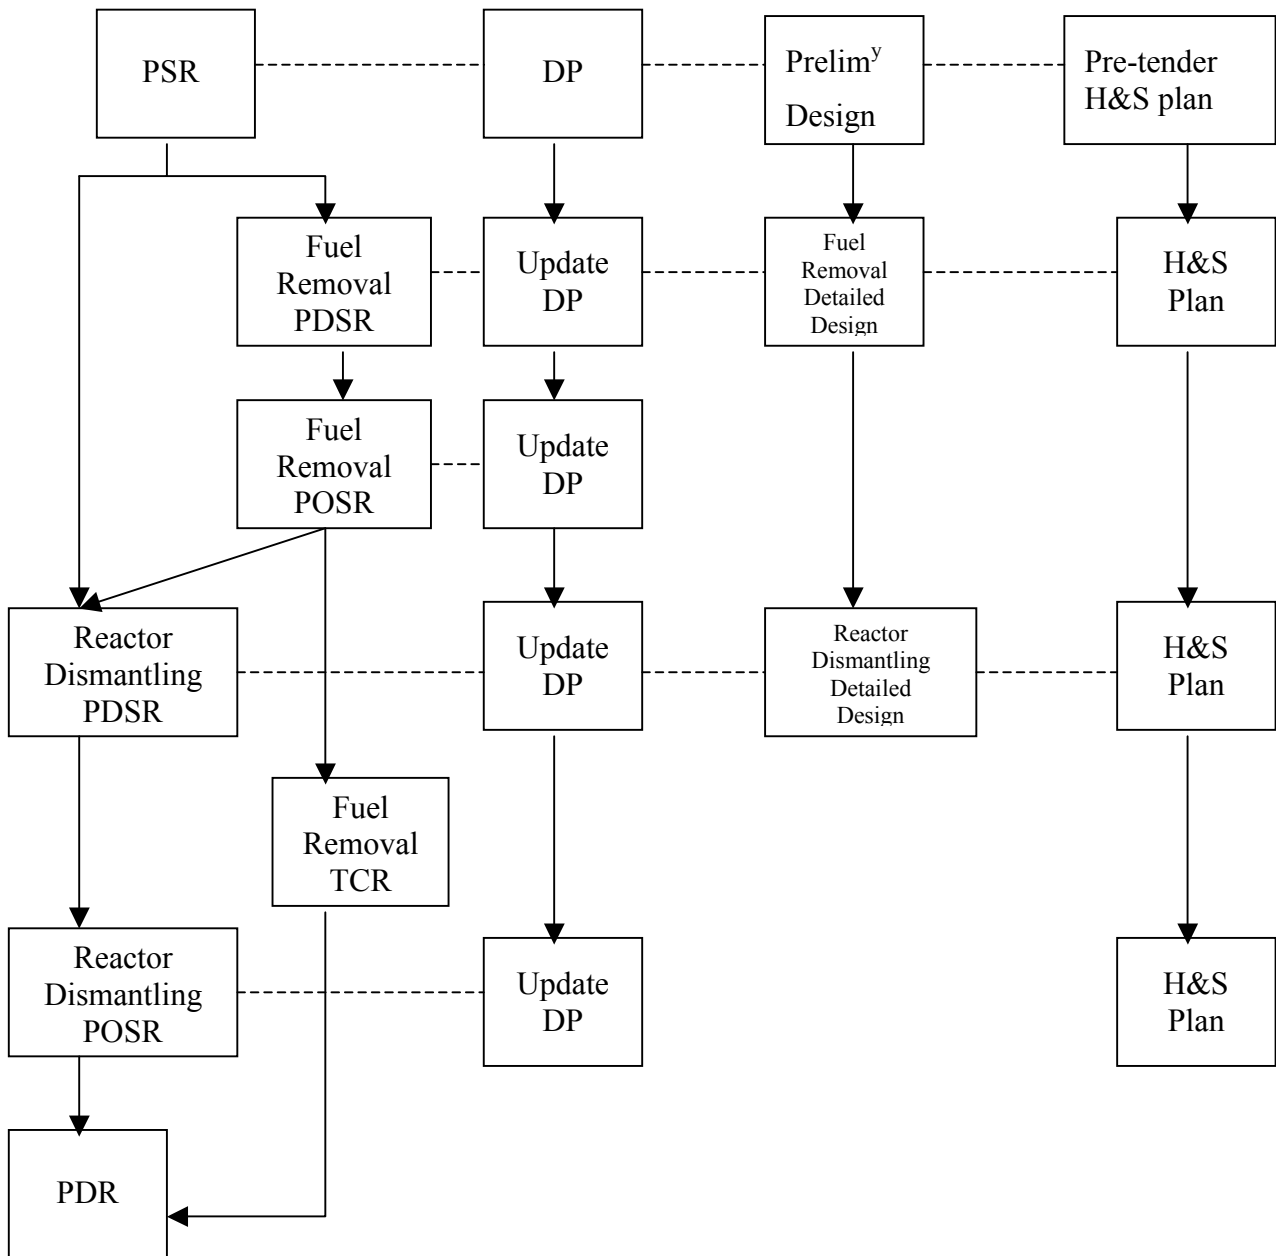 PSR
DP
Prelimʸ
Design
Pre-tender
H&S plan
Fuel
Removal
PDSR
Update
DP
Fuel
Removal
Detailed
Design
H&S
Plan
Fuel
Removal
POSR
Update
DP
Reactor
Dismantling
PDSR
Update
DP
Reactor
Dismantling
Detailed
Design
H&S
Plan
Fuel
Removal
TCR
Reactor
Dismantling
POSR
Update
DP
H&S
Plan
PDR